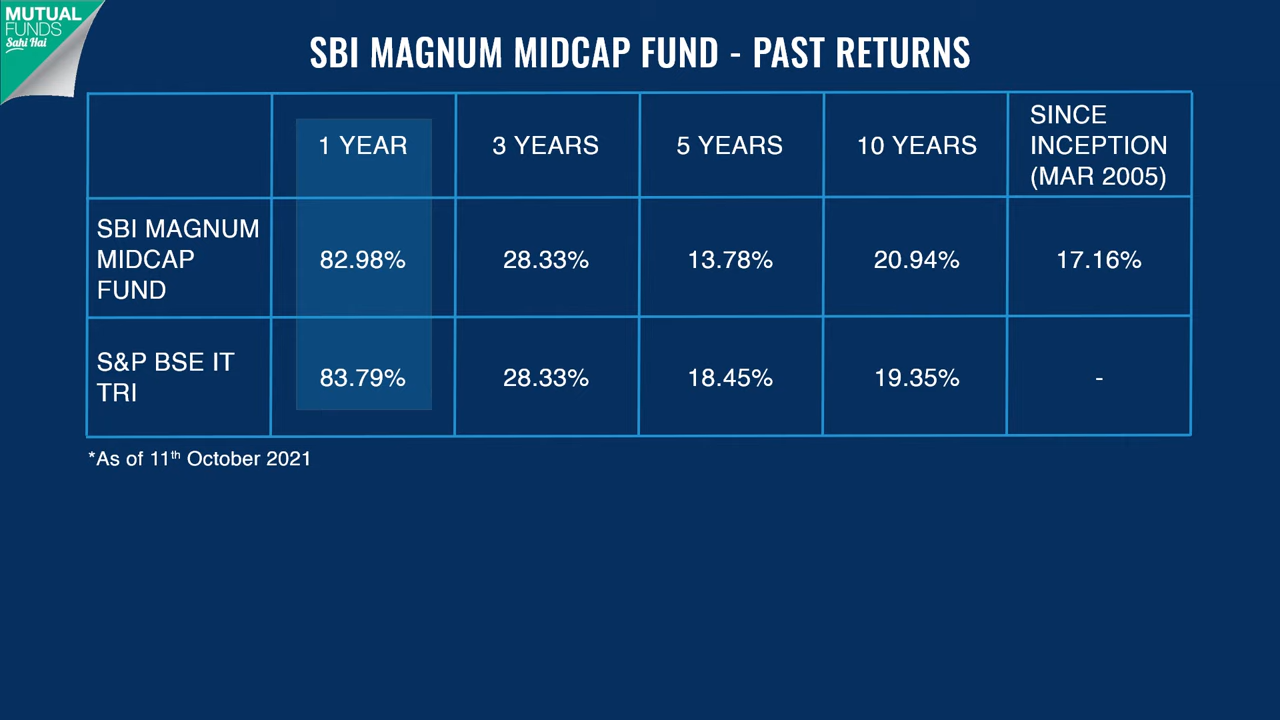 MUTUAL
FUNDS
Sahi Hai
SBI MAGNUM MIDCAP FUND - PAST RETURNS
1 YEAR
3 YEARS
5 YEARS
10 YEARS
SINCE
INCEPTION
(MAR 2005)
SBI MAGNUM
MIDCAP
FUND
82.98%
28.33%
13.78%
20.94%
17.16%
S&P BSE IT
TRI
83.79%
28.33%
18.45%
19.35%
-
*As of 11th October 2021